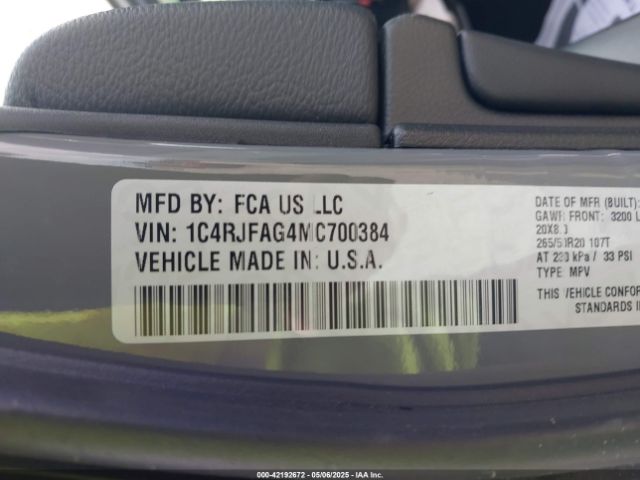 MFD BY: FCA US LLC
VIN: 1C4RJFAG4MC700384
VEHICLE MADE IN: U.S.A.
DATE OF MFR (BUILT):
GAWR FRONT: 3200 L
20X8.0
265/50R20 107T
AT 230 kPa / 33 PSI
TYPE: MPV
THIS VEHICLE CONFOR
STANDARDS I
000-42192672 - 05/06/2025 - IAA Inc.